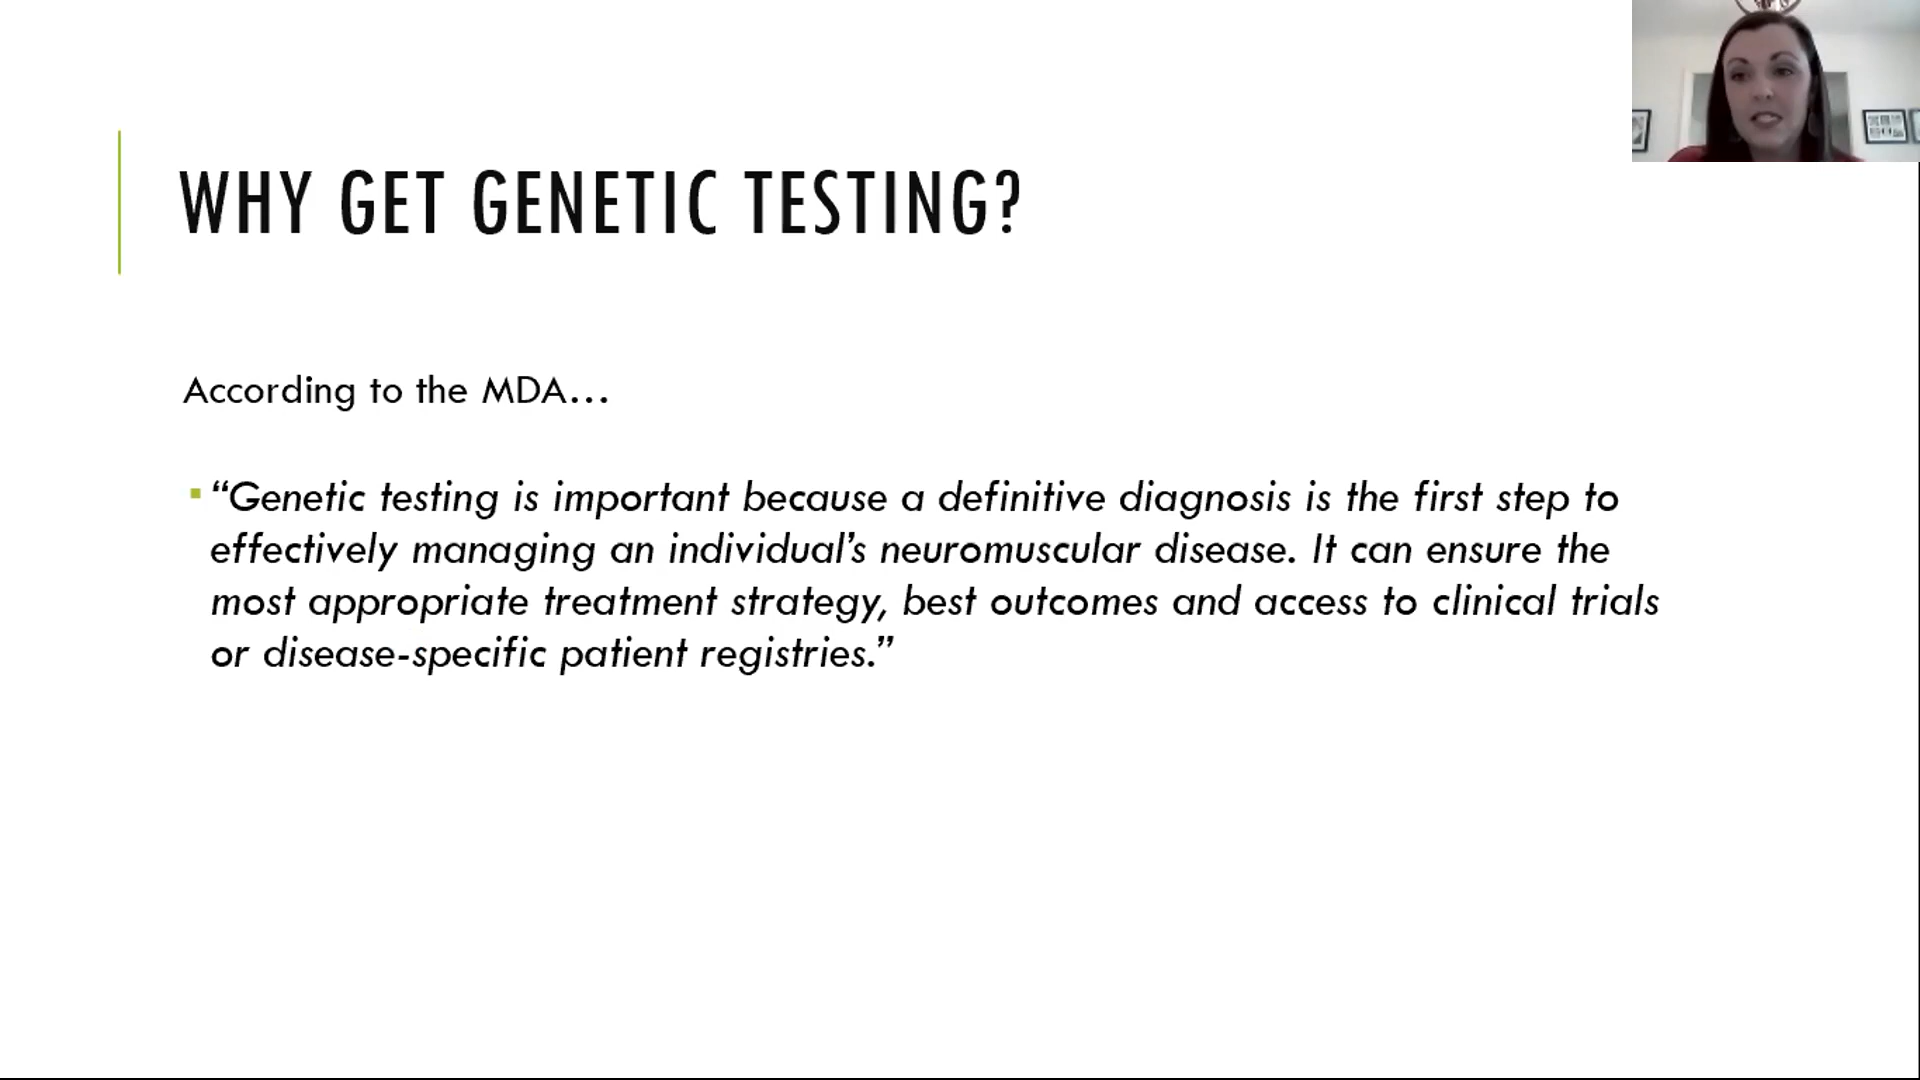 WHY GET GENETIC TESTING?
According to the MDA…
▪“Genetic testing is important because a definitive diagnosis is the first step to
effectively managing an individual’s neuromuscular disease. It can ensure the
most appropriate treatment strategy, best outcomes and access to clinical trials
or disease-specific patient registries.”